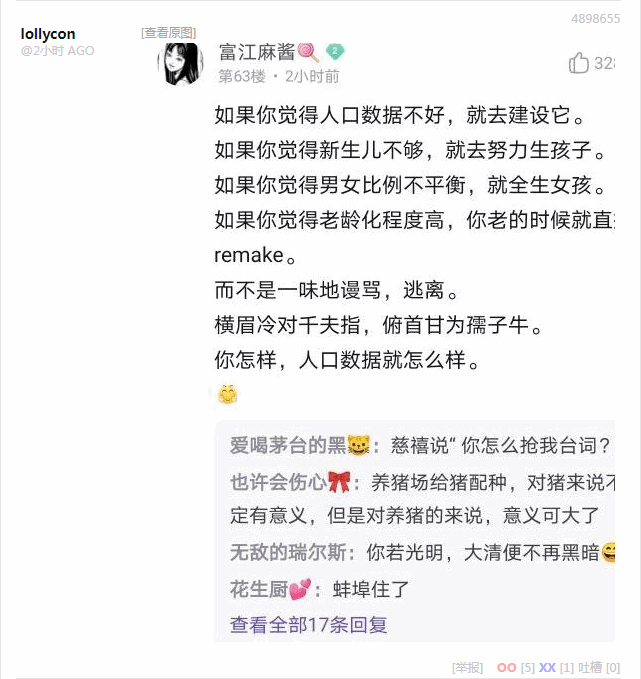 4898655
lollycon
[查看原图]
@2小时 AGO
富江麻酱🍭 2
第63楼 · 2小时前
328
如果你觉得人口数据不好，就去建设它。
如果你觉得新生儿不够，就去努力生孩子。
如果你觉得男女比例不平衡，就全生女孩。
如果你觉得老龄化程度高，你老的时候就直
remake。
而不是一味地谩骂，逃离。
横眉冷对千夫指，俯首甘为孺子牛。
你怎样，人口数据就怎么样。
🤗
爱喝茅台的黑😺：慈禧说“ 你怎么抢我台词？
也许会伤心🎀：养猪场给猪配种，对猪来说不
定有意义，但是对养猪的来说，意义可大了
无敌的瑞尔斯：你若光明，大清便不再黑暗😅
花生厨💕：蚌埠住了
查看全部17条回复
[举报] OO [5] XX [1] 吐槽 [0]